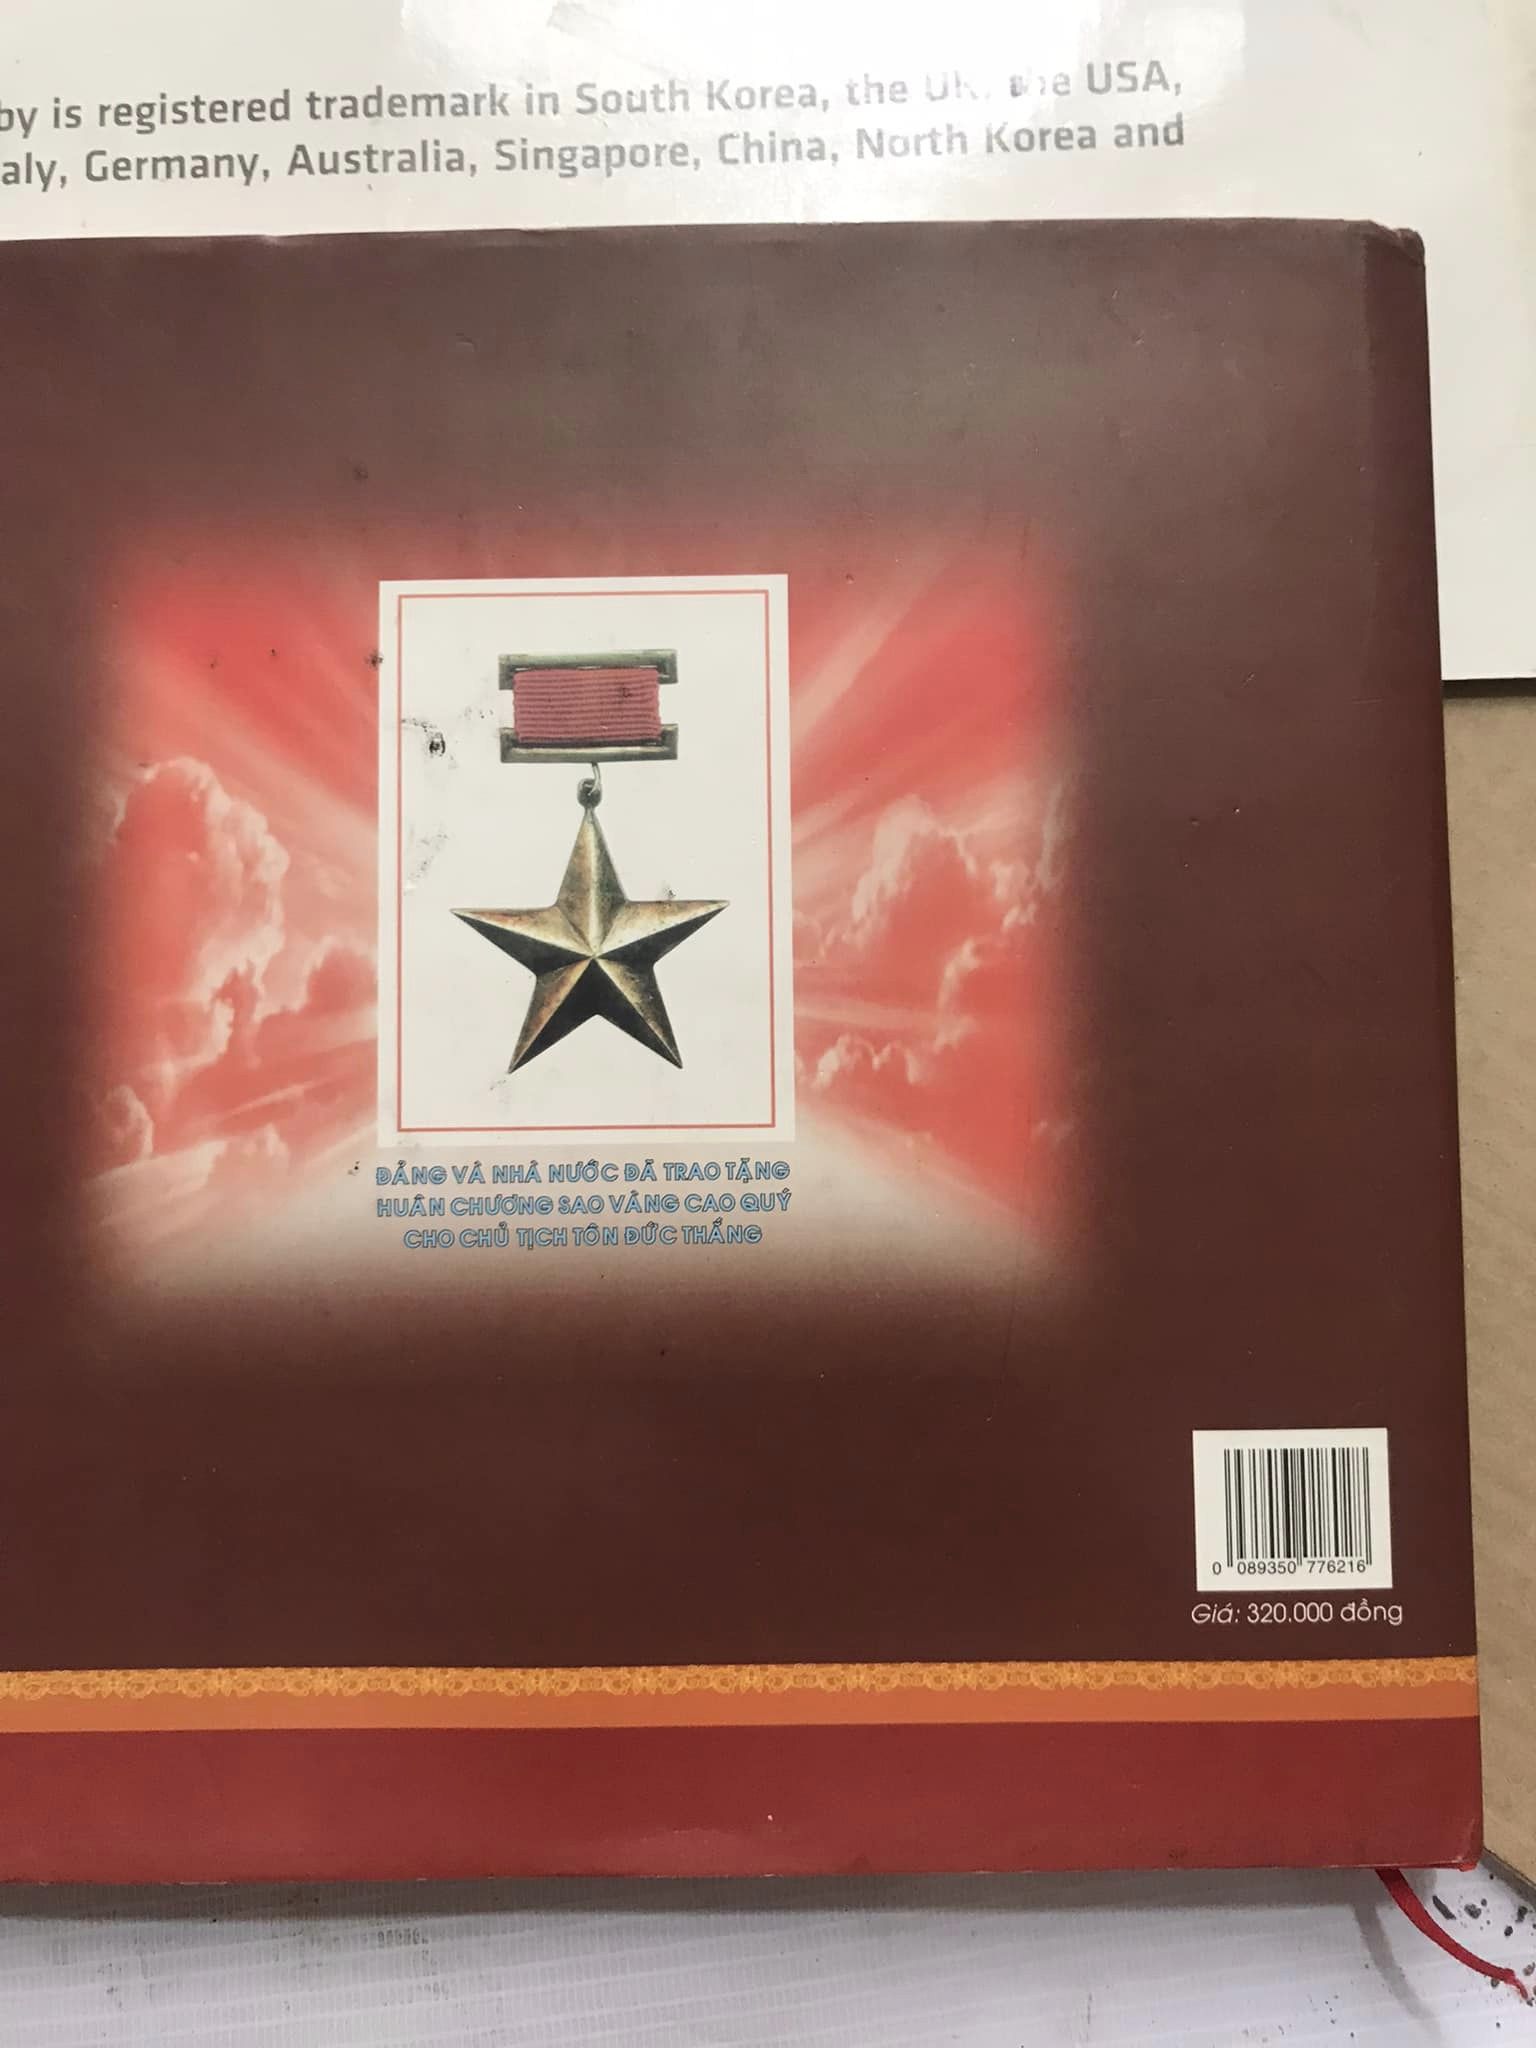 by is registered trademark in South Korea, the UK, the USA,
aly, Germany, Australia, Singapore, China, North Korea and
ĐẢNG VÀ NHÀ NƯỚC ĐÃ TRAO TẶNG
HUÂN CHƯƠNG SAO VÀNG CAO QUÝ
CHO CHỦ TỊCH TÔN ĐỨC THẮNG
0 089350 776216
Giá: 320.000 đồng